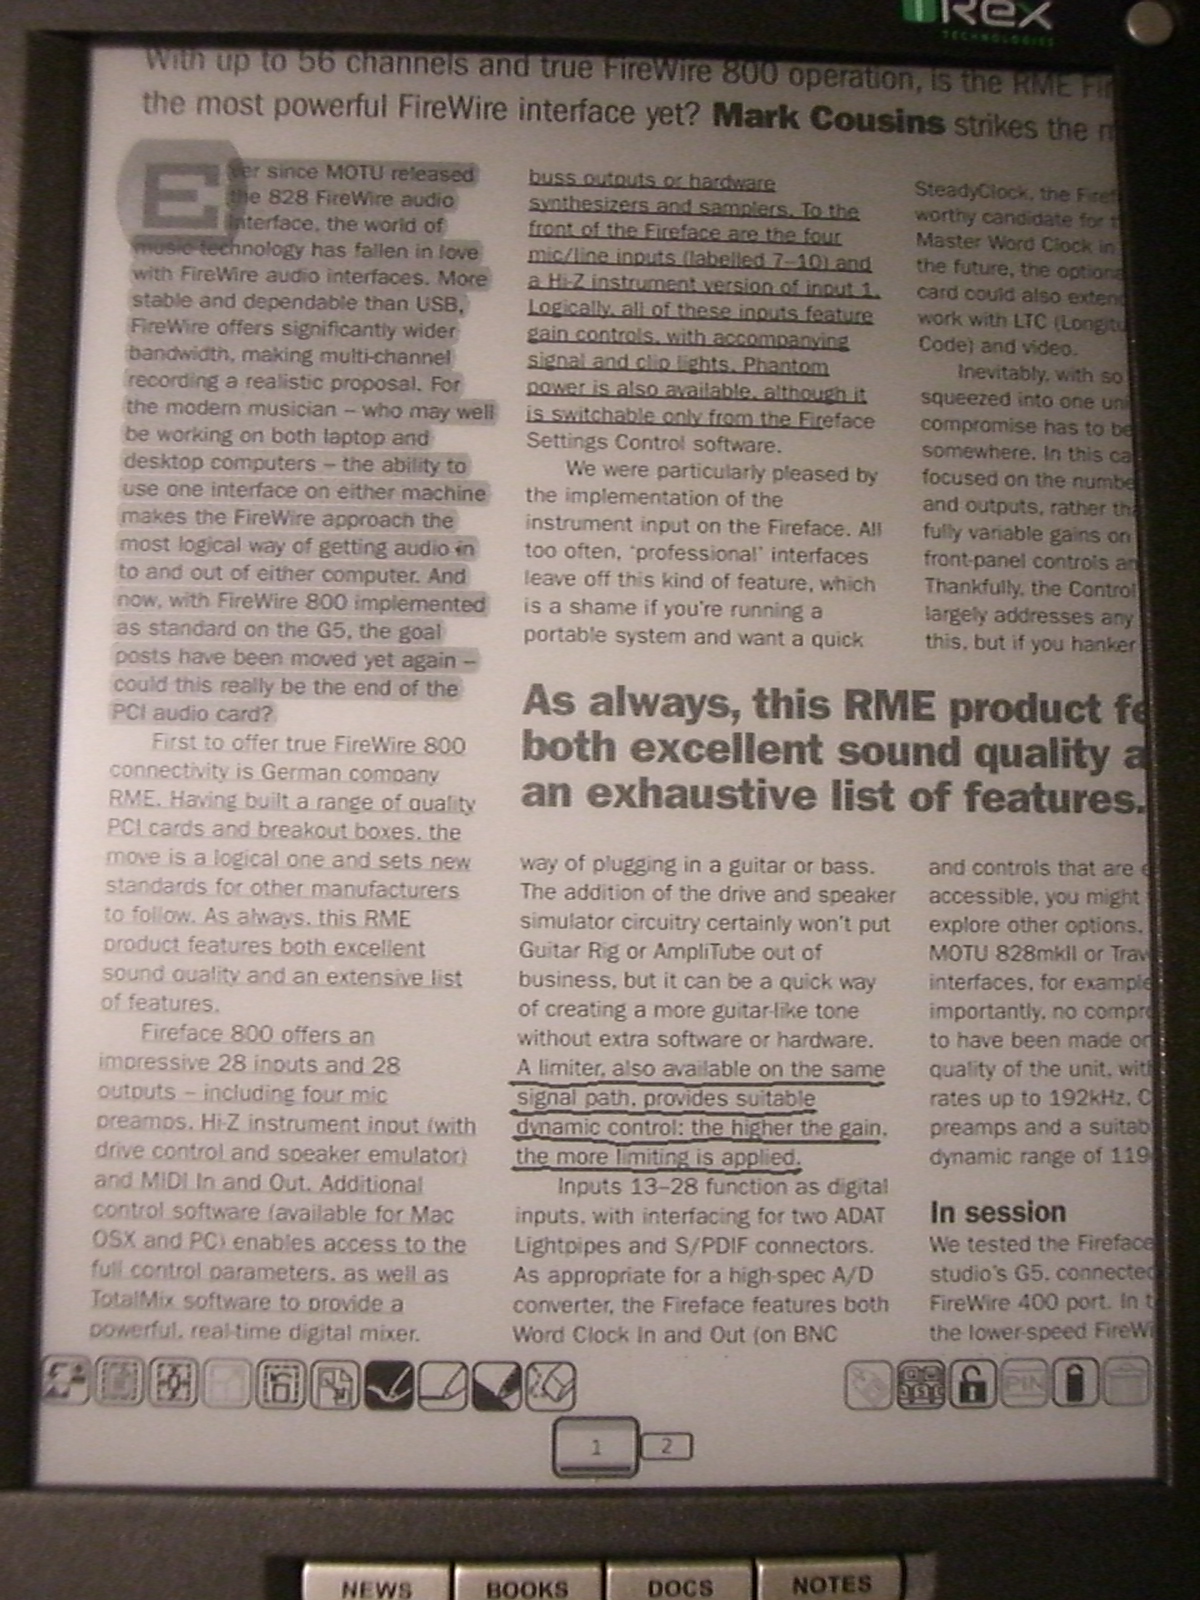 iRex
TECHNOLOGIES
With up to 56 channels and true FireWire 800 operation, is the RME
the most powerful FireWire interface yet? Mark Cousins strikes the
Ever since MOTU released
the 828 FireWire audio
interface, the world of
music technology has fallen in love
with FireWire audio interfaces. More
stable and dependable than USB,
FireWire offers significantly wider
bandwidth, making multi-channel
recording a realistic proposal. For
the modern musician – who may well
be working on both laptop and
desktop computers – the ability to
use one interface on either machine
makes the FireWire approach the
most logical way of getting audio in
to and out of either computer. And
now, with FireWire 800 implemented
as standard on the G5, the goal
posts have been moved yet again –
could this really be the end of the
PCI audio card?
First to offer true FireWire 800
connectivity is German company
RME. Having built a range of quality
PCI cards and breakout boxes, the
move is a logical one and sets new
standards for other manufacturers
to follow. As always, this RME
product features both excellent
sound quality and an extensive list
of features.
Fireface 800 offers an
impressive 28 inputs and 28
outputs – including four mic
preamps, Hi-Z instrument input (with
drive control and speaker emulator)
and MIDI In and Out. Additional
control software (available for Mac
OSX and PC) enables access to the
full control parameters, as well as
TotalMix software to provide a
powerful, real-time digital mixer.
buss outputs or hardware
synthesizers and samplers. To the
front of the Fireface are the four
mic/line inputs (labelled 7–10) and
a Hi-Z instrument version of input 1.
Logically, all of these inputs feature
gain controls, with accompanying
signal and clip lights. Phantom
power is also available, although it
is switchable only from the Fireface
Settings Control software.
We were particularly pleased by
the implementation of the
instrument input on the Fireface. All
too often, 'professional' interfaces
leave off this kind of feature, which
is a shame if you're running a
portable system and want a quick
As always, this RME product
both excellent sound quality a
an exhaustive list of features.
way of plugging in a guitar or bass.
The addition of the drive and speaker
simulator circuitry certainly won't put
Guitar Rig or AmpliTube out of
business, but it can be a quick way
of creating a more guitar-like tone
without extra software or hardware.
A limiter, also available on the same
signal path, provides suitable
dynamic control: the higher the gain,
the more limiting is applied.
Inputs 13–28 function as digital
inputs, with interfacing for two ADAT
Lightpipes and S/PDIF connectors.
As appropriate for a high-spec A/D
converter, the Fireface features both
Word Clock In and Out (on BNC
SteadyClock, the
worthy candidate for
Master Word Clock in
the future, the optiona
card could also exten
work with LTC (Longitu
Code) and video.
Inevitably, with so
squeezed into one uni
compromise has to be
somewhere. In this ca
focused on the numbe
and outputs, rather tha
fully variable gains on
front-panel controls an
Thankfully, the Control
largely addresses any
this, but if you hanker
and controls that are
accessible, you might
explore other options.
MOTU 828mkII or Trav
interfaces, for example
importantly, no compr
to have been made on
quality of the unit, with
rates up to 192kHz, C
preamps and a suitab
dynamic range of 119
In session
We tested the Fireface
studio's G5, connected
FireWire 400 port. In t
the lower-speed FireWi
PIN
1
2
NEWS
BOOKS
DOCS
NOTES